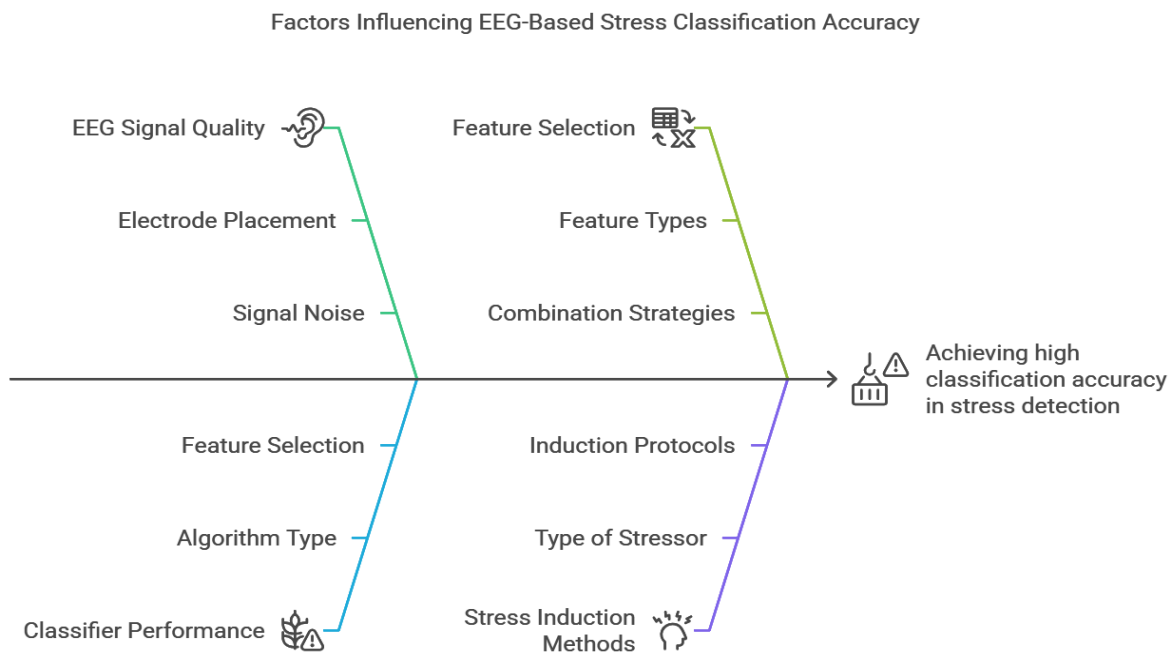 Factors Influencing EEG-Based Stress Classification Accuracy
EEG Signal Quality
Electrode Placement
Signal Noise
Feature Selection
Feature Types
Combination Strategies
Achieving high
classification accuracy
in stress detection
Feature Selection
Algorithm Type
Classifier Performance
Induction Protocols
Type of Stressor
Stress Induction
Methods